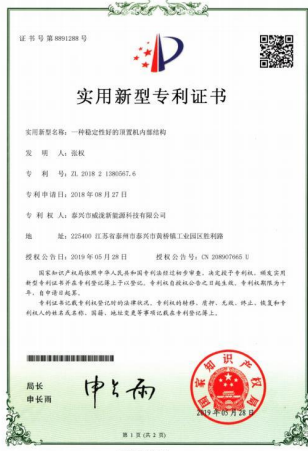 证书号第8891288号
实用新型专利证书
实用新型名称：一种稳定性好的顶置机内部结构
发 明 人：张权
专 利 号：ZL 2018 2 1380567.6
专利申请日：2018年08月27日
专 利 权 人：泰兴市威泷新能源科技有限公司
地 址：225400 江苏省泰州市泰兴市黄桥镇工业园区胜利路
授权公告日：2019年05月28日 授权公告号：CN 208907665 U
国家知识产权局依照中华人民共和国专利法经过初步审查，决定授予专利权，颁发实用
新型专利证书并在专利登记簿上予以登记。专利权自授权公告之日起生效。专利权期限为十
年，自申请日起算。
专利证书记载专利权登记时的法律状况。专利权的转移、质押、无效、终止、恢复和专
利权人的姓名或名称、国籍、地址变更等事项记载在专利登记簿上。
局长
申长雨
申长雨
国家知识产权局
2019年05月28日
第 1 页 (共 2 页)